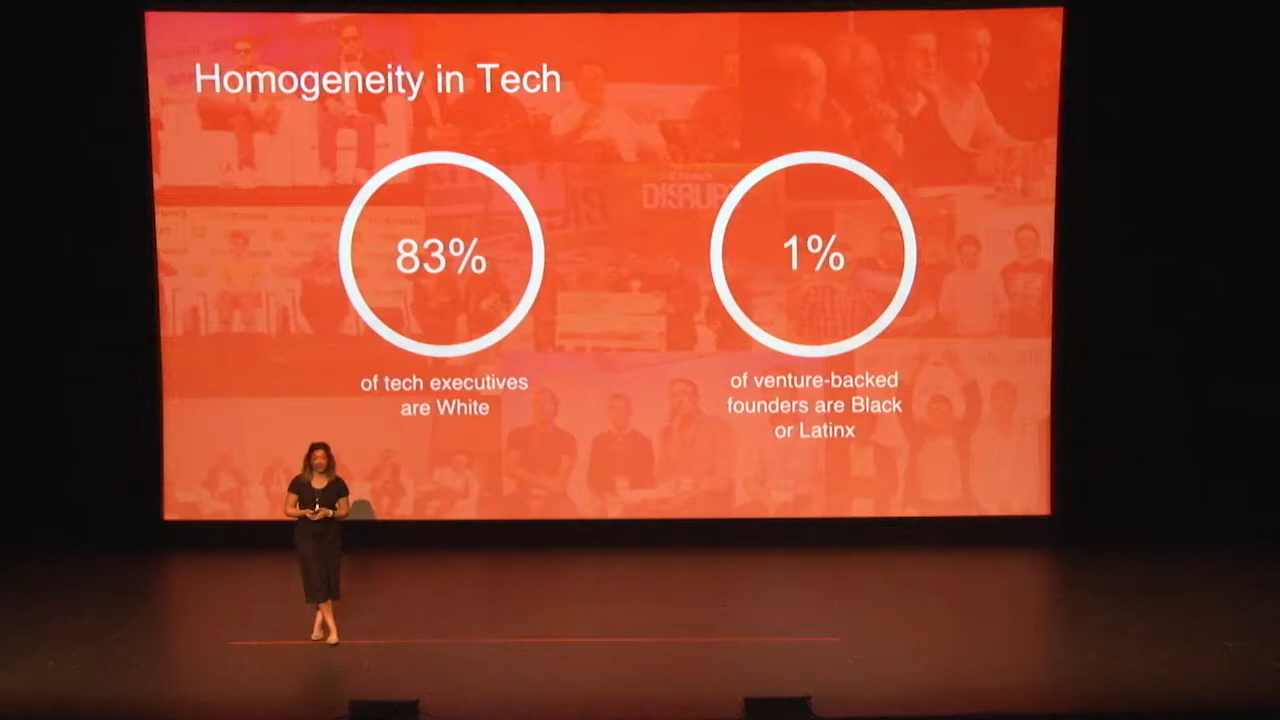 Homogeneity in Tech
83%
of tech executives
are White
1%
of venture-backed
founders are Black
or Latinx